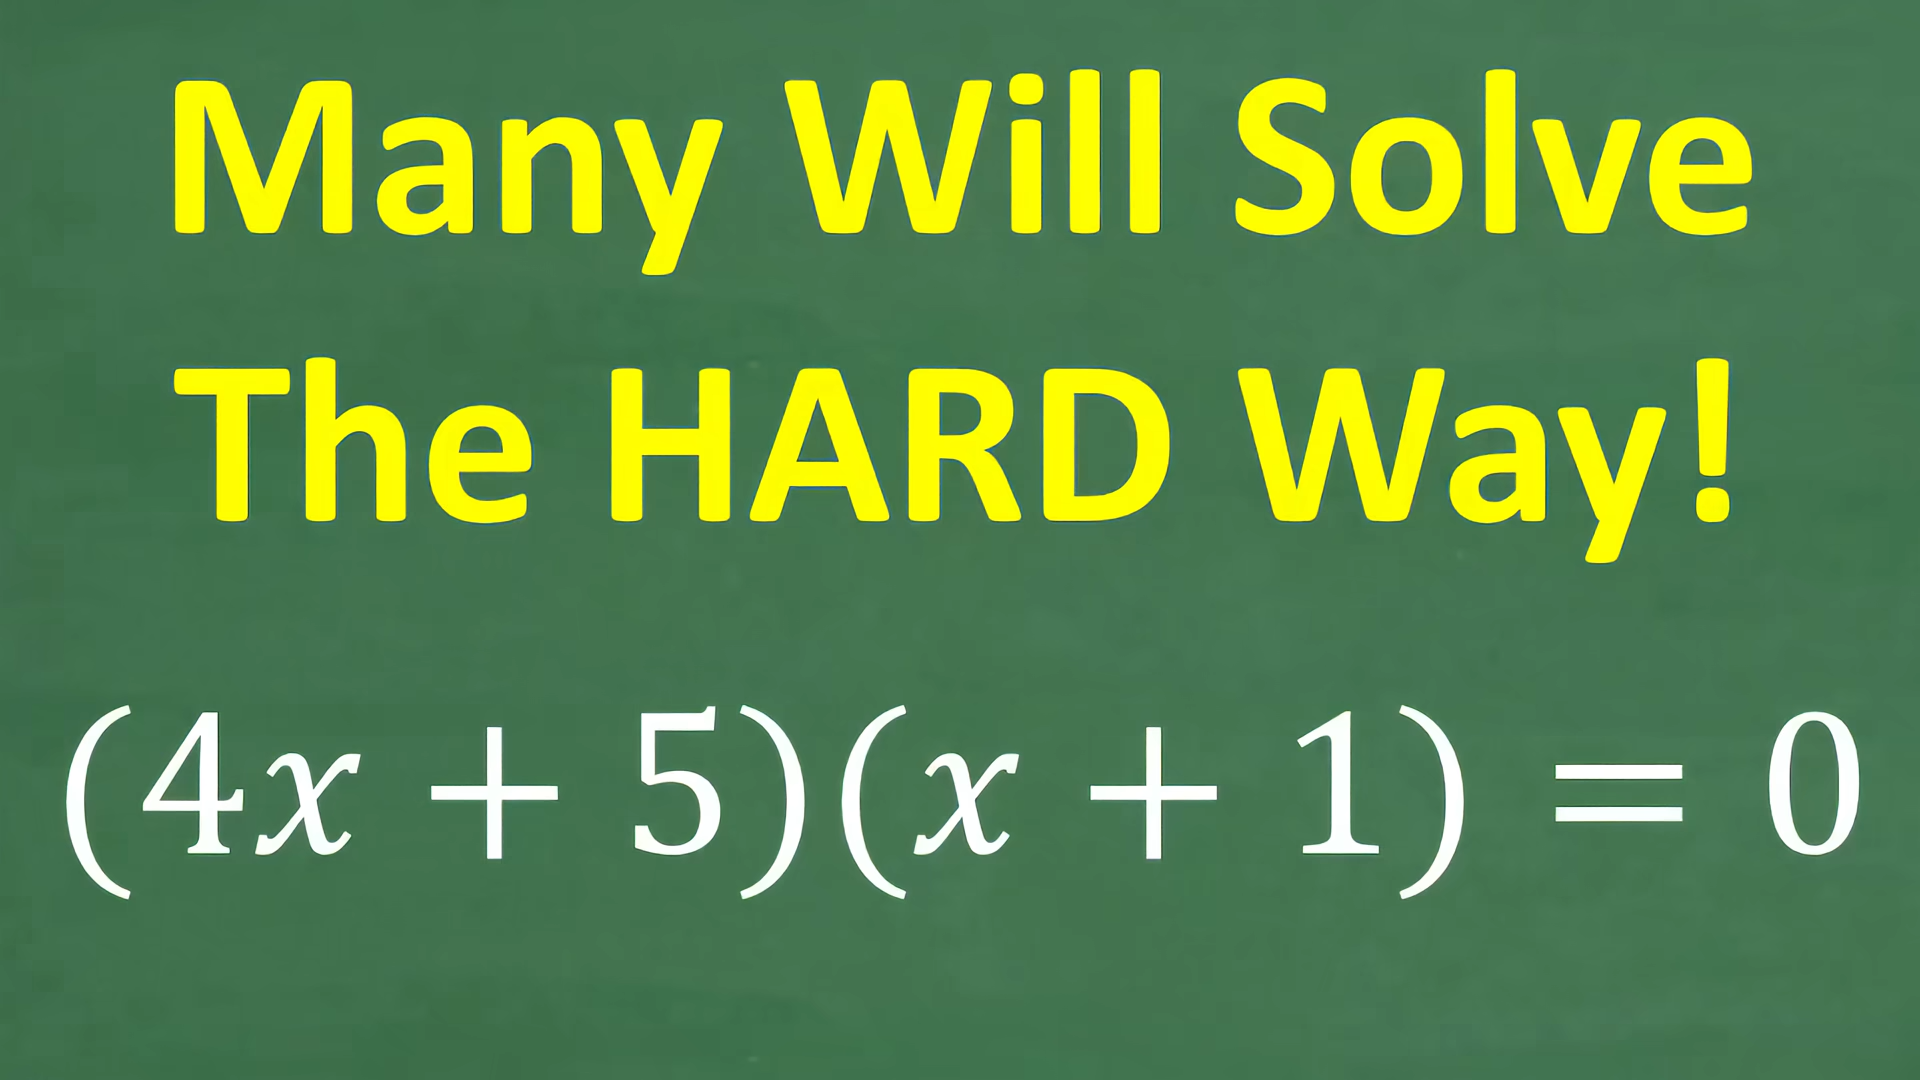 Many Will Solve
The HARD Way!
(4x + 5)(x + 1) = 0